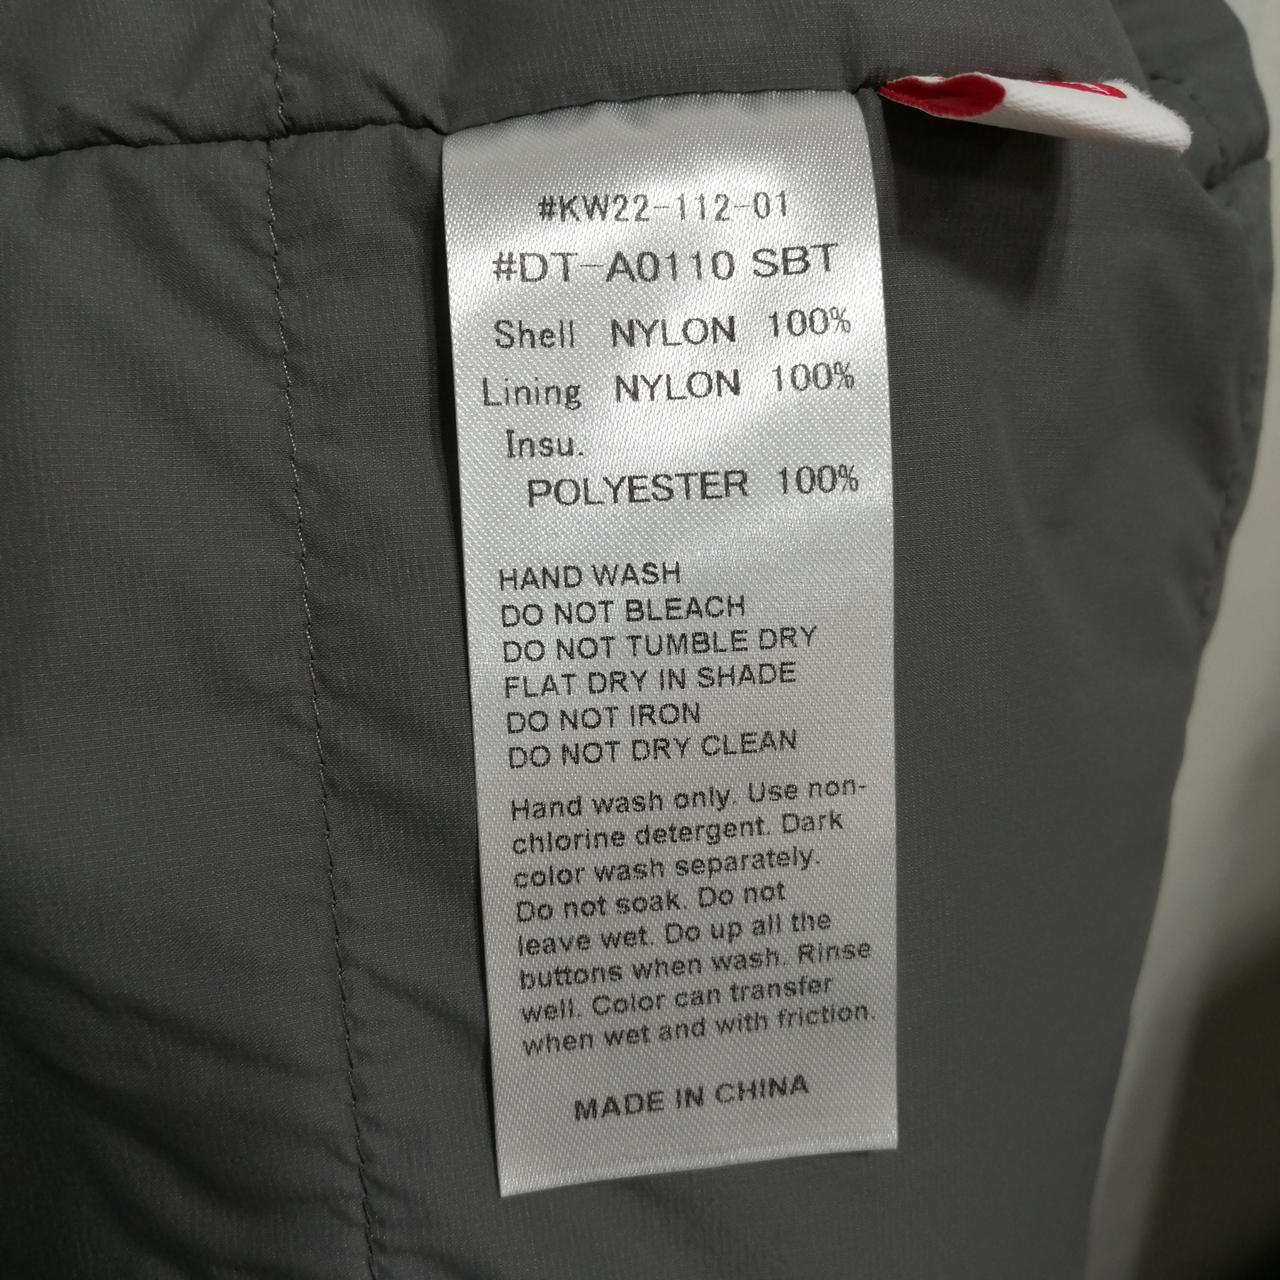 #KW22-112-01
#DT-A0110 SBT
Shell NYLON 100%
Lining NYLON 100%
Insu.
POLYESTER 100%
HAND WASH
DO NOT BLEACH
DO NOT TUMBLE DRY
FLAT DRY IN SHADE
DO NOT IRON
DO NOT DRY CLEAN
Hand wash only. Use non-
chlorine detergent. Dark
color wash separately.
Do not soak. Do not
leave wet. Do up all the
buttons when wash. Rinse
well. Color can transfer
when wet and with friction.
MADE IN CHINA